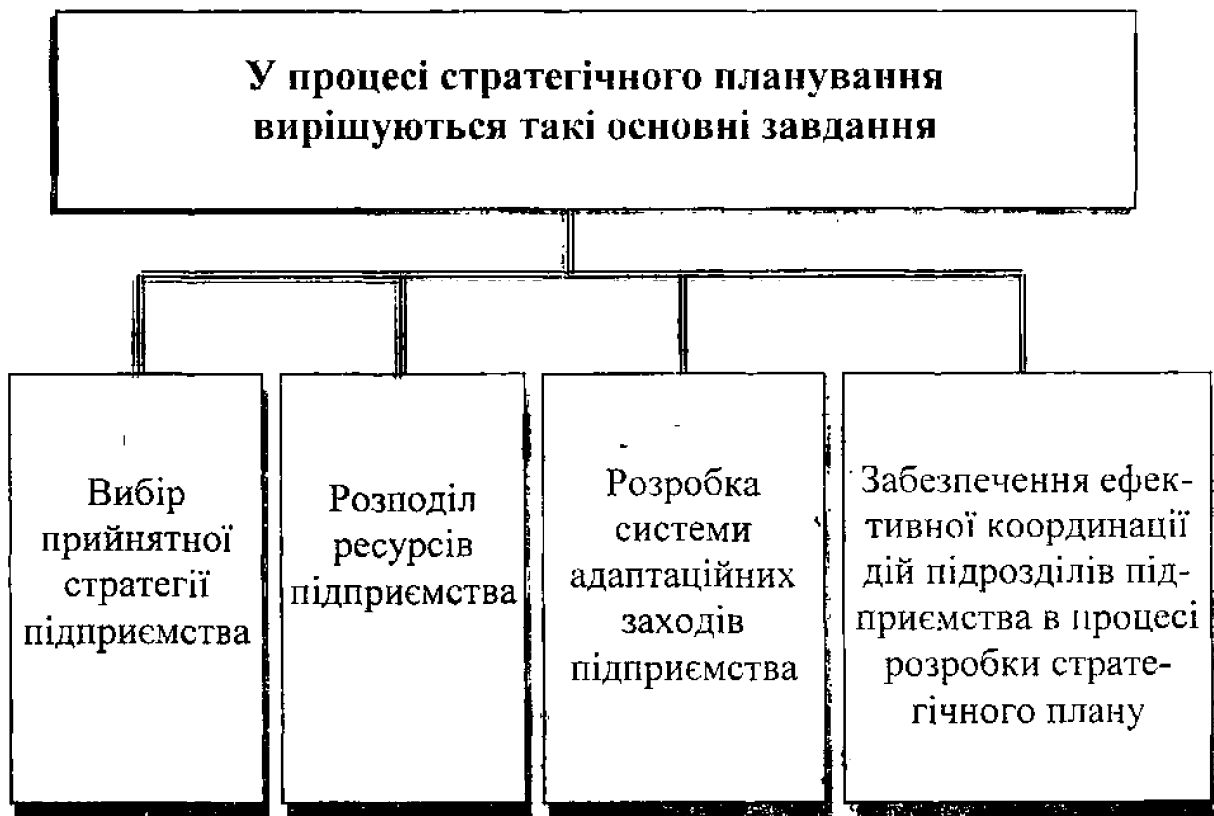 У процесі стратегічного планування
вирішуються такі основні завдання
Вибір
прийнятної
стратегії
підприємства
Розподіл
ресурсів
підприємства
Розробка
системи
адаптаційних
заходів
підприємства
Забезпечення ефек-
тивної координації
дій підрозділів під-
приємства в процесі
розробки страте-
гічного плану